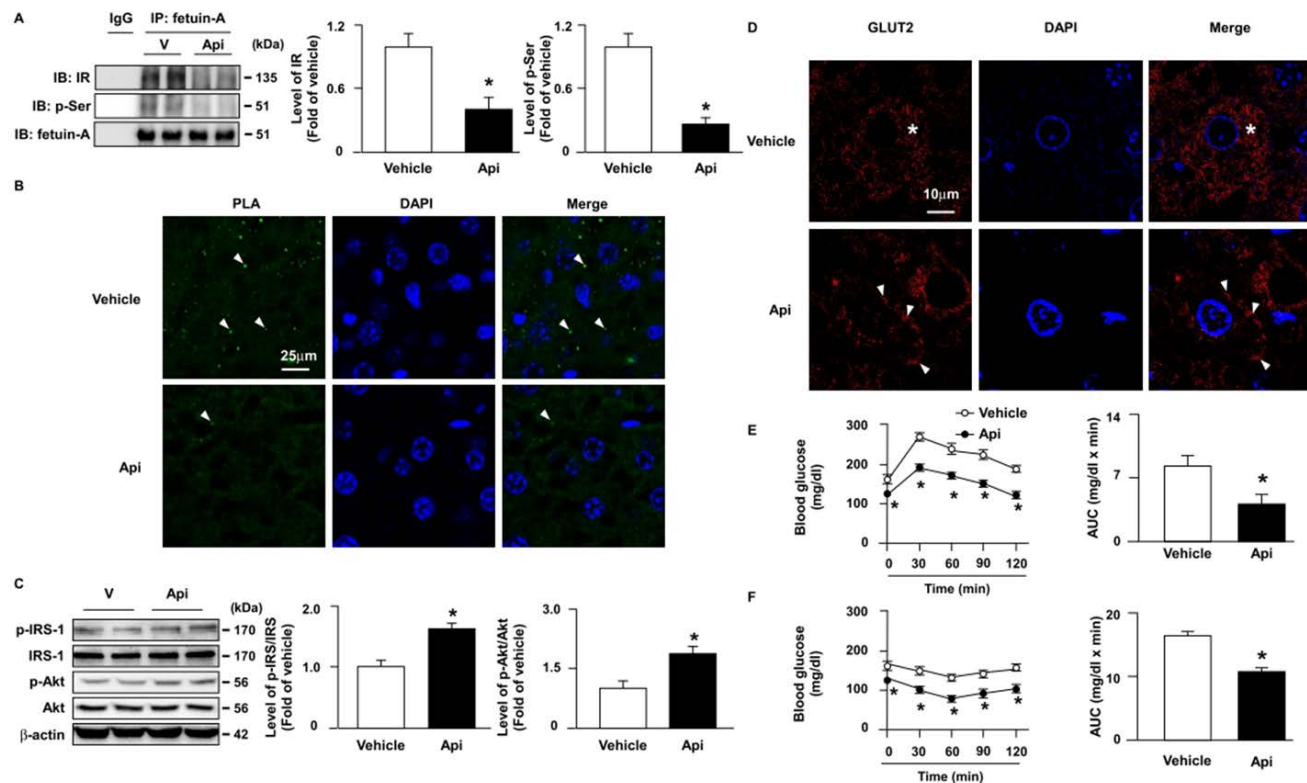 A
IgG
IP: fetuin-A
V Api (kDa)
IB: IR - 135
IB: p-Ser - 51
IB: fetuin-A - 51
Level of IR
(Fold of vehicle)
1.2
0.6
0
*
Vehicle Api
Level of p-Ser
(Fold of vehicle)
1.2
0.6
0
*
Vehicle Api
B
PLA DAPI Merge
Vehicle
25μm
Api
C
V Api (kDa)
p-IRS-1 - 170
IRS-1 - 170
p-Akt - 56
Akt - 56
β-actin - 42
Level of p-IRS/IRS
(Fold of vehicle)
2.0
1.0
0
*
Vehicle Api
Level of p-Akt/Akt
(Fold of vehicle)
3.0
1.5
0
*
Vehicle Api
D
GLUT2 DAPI Merge
Vehicle
* *
10μm
Api
E
Vehicle
Api
Blood glucose
(mg/dl)
300
200
100
0
* * * * *
0 30 60 90 120
Time (min)
AUC (mg/dl x min)
14
7
0
*
Vehicle Api
F
Blood glucose
(mg/dl)
300
200
100
0
* * * * *
0 30 60 90 120
Time (min)
AUC (mg/dl x min)
20
10
0
*
Vehicle Api